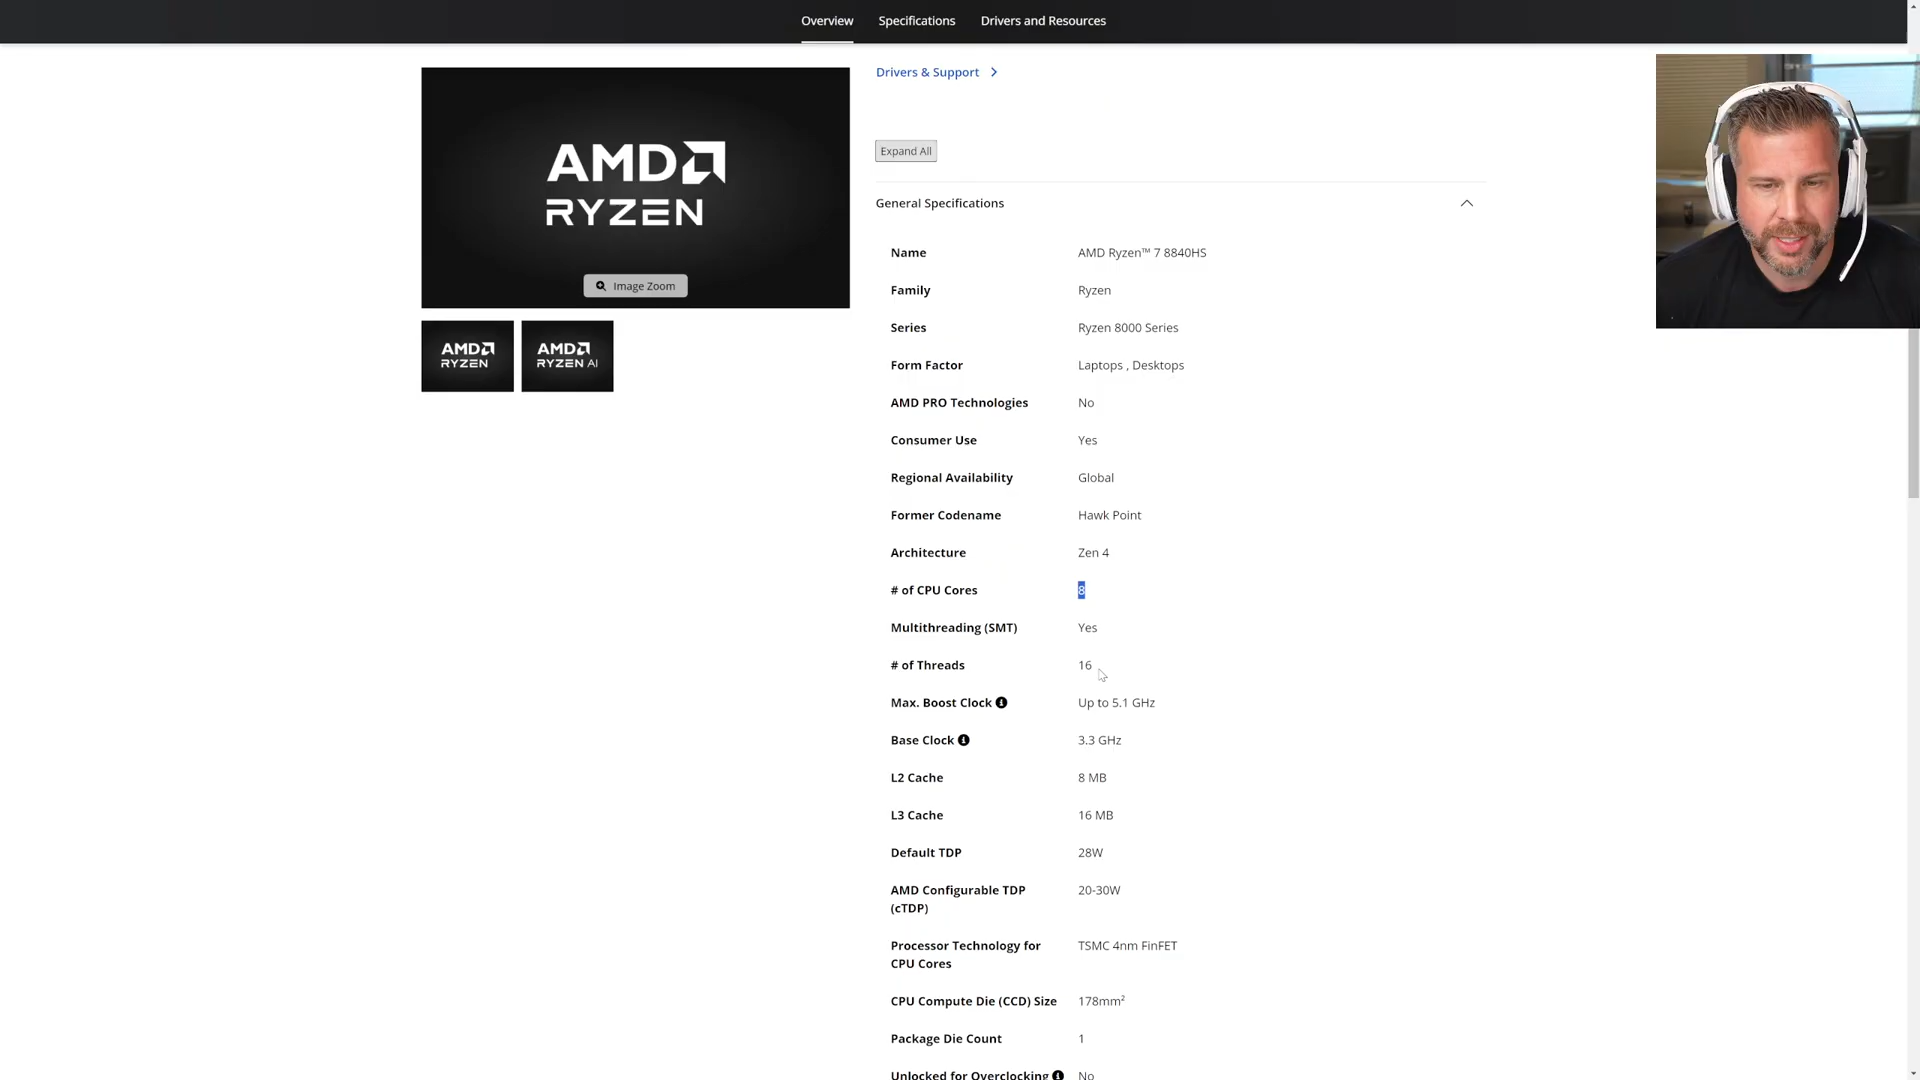 Overview Specifications Drivers and Resources
Drivers & Support
AMD
RYZEN
Image Zoom
AMD
RYZEN
AMD
RYZEN AI
Expand All
General Specifications
Name AMD Ryzen™ 7 8840HS
Family Ryzen
Series Ryzen 8000 Series
Form Factor Laptops , Desktops
AMD PRO Technologies No
Consumer Use Yes
Regional Availability Global
Former Codename Hawk Point
Architecture Zen 4
# of CPU Cores 8
Multithreading (SMT) Yes
# of Threads 16
Max. Boost Clock Up to 5.1 GHz
Base Clock 3.3 GHz
L2 Cache 8 MB
L3 Cache 16 MB
Default TDP 28W
AMD Configurable TDP 20-30W
(cTDP)
Processor Technology for TSMC 4nm FinFET
CPU Cores
CPU Compute Die (CCD) Size 178mm²
Package Die Count 1
Unlocked for Overclocking No